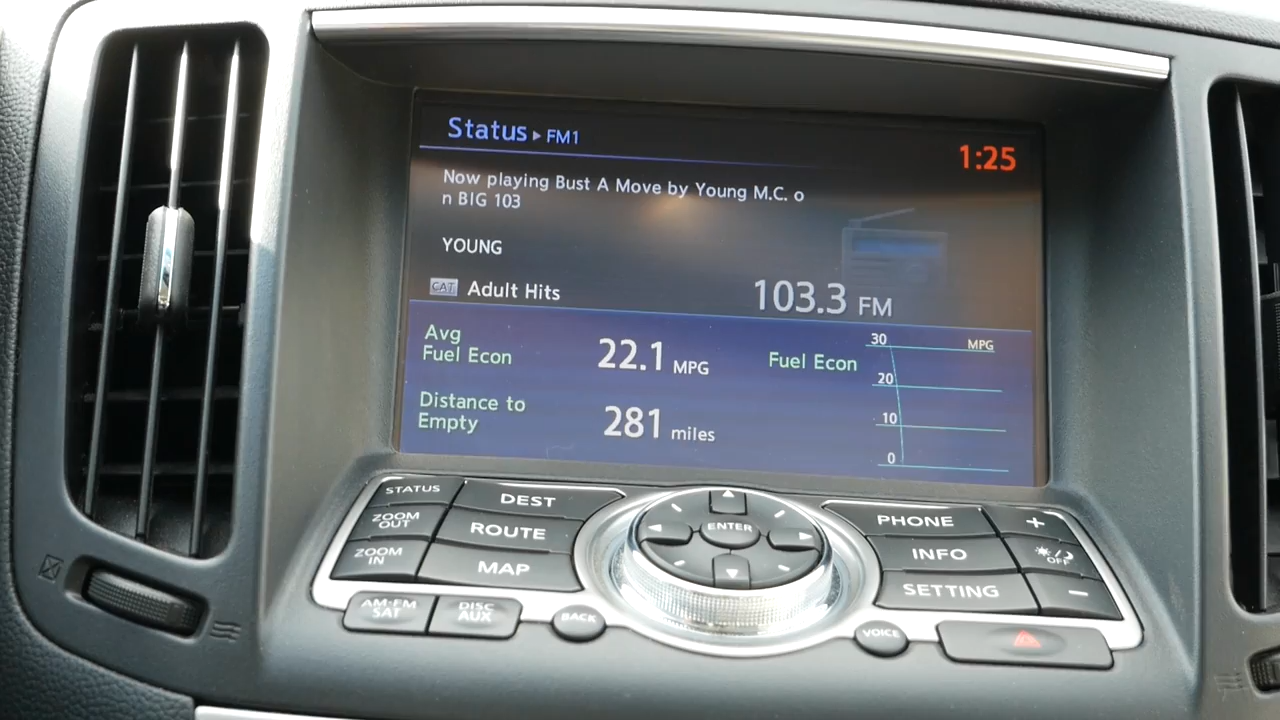 Status ▸ FM1
1:25
Now playing Bust A Move by Young M.C. o
n BIG 103
YOUNG
CAT Adult Hits
103.3 FM
Avg
Fuel Econ
22.1 MPG
Distance to
Empty
281 miles
Fuel Econ
30 MPG
20
10
0
STATUS
DEST
ZOOM
OUT
ROUTE
ZOOM
IN
MAP
AM·FM
SAT
DISC
AUX
BACK
ENTER
PHONE
+
INFO
OFF
SETTING
−
VOICE